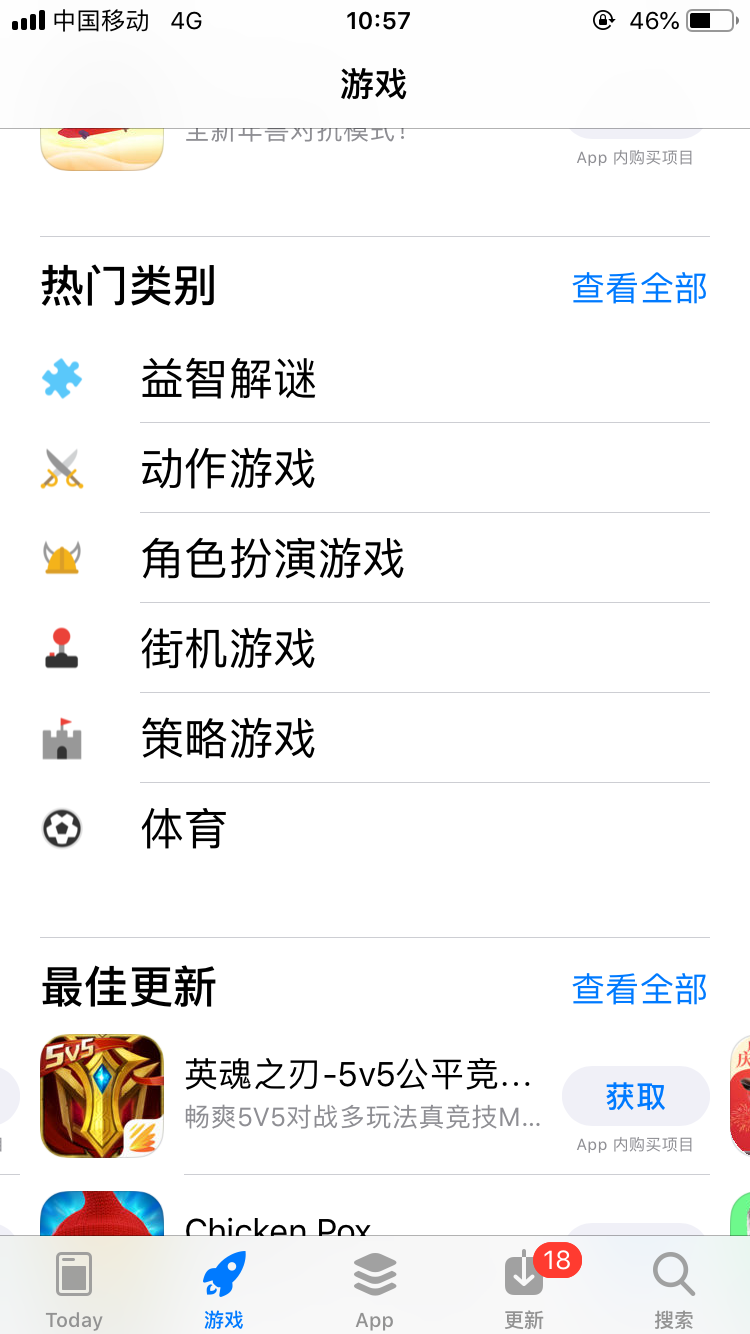 中国移动 4G 10:57 46%
游戏
全新年兽对抗模式！
App 内购买项目
热门类别 查看全部
益智解谜
动作游戏
角色扮演游戏
街机游戏
策略游戏
体育
最佳更新 查看全部
5V5
英魂之刃-5v5公平竞...
畅爽5V5对战多玩法真竞技M...
获取
App 内购买项目
Chicken Pox
Today 游戏 App 更新 18 搜索